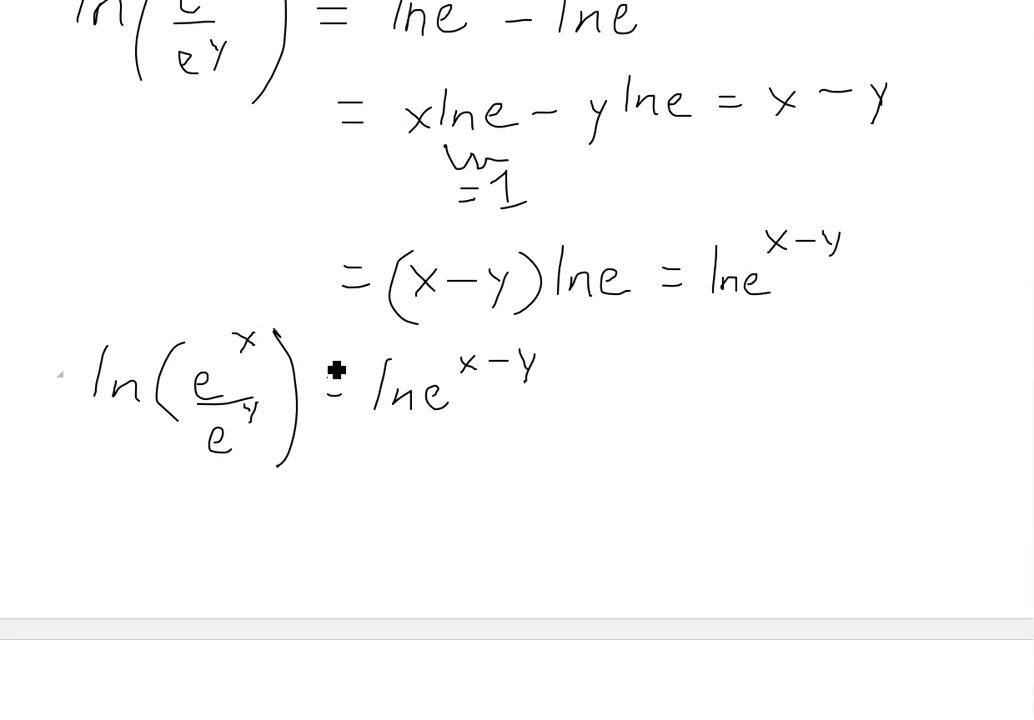 ln(e/e^y) = lne - lne
= xlne - ylne = x - y
=1
= (x-y)lne = lne^(x-y)
ln(e^x/e^y) = lne^(x-y)